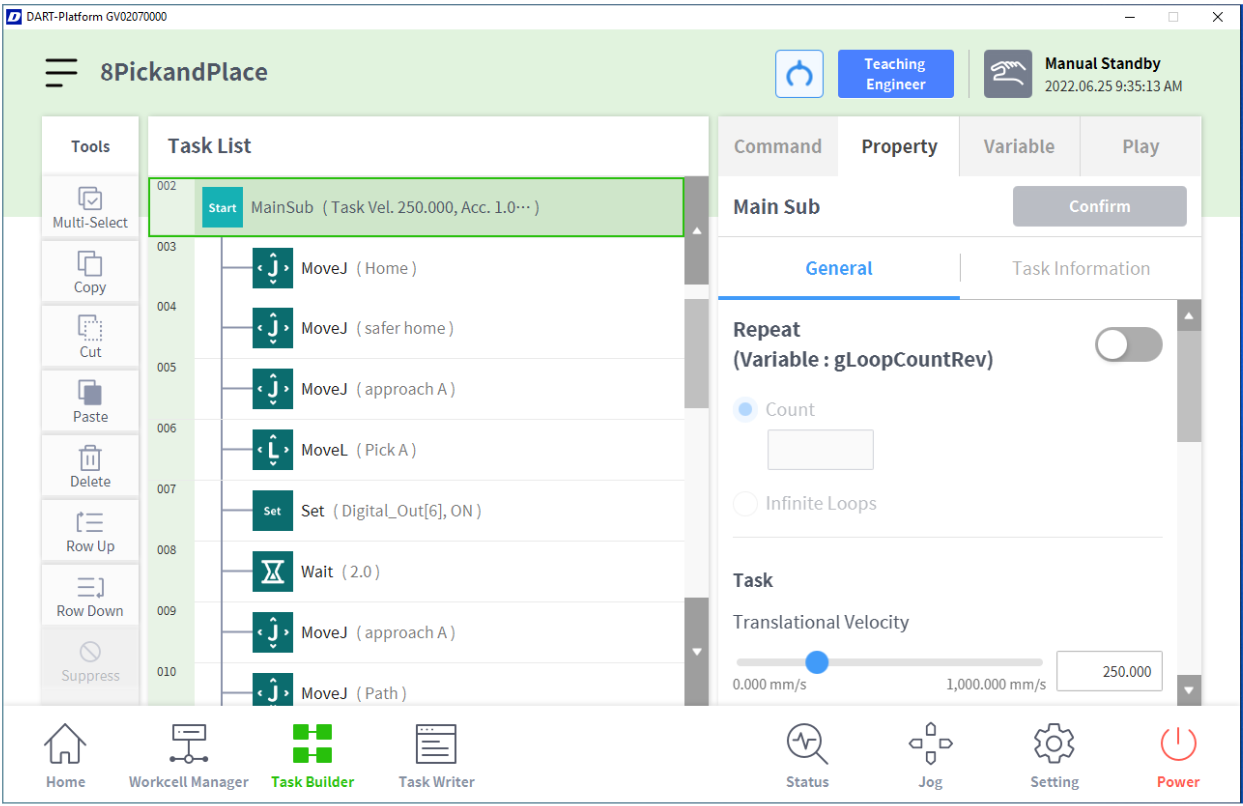 DART-Platform GV02070000
8PickandPlace
Teaching
Engineer
Manual Standby
2022.06.25 9:35:13 AM
Tools
Multi-Select
Copy
Cut
Paste
Delete
Row Up
Row Down
Suppress
Task List
002
Start
MainSub ( Task Vel. 250.000, Acc. 1.0··· )
003
MoveJ ( Home )
004
MoveJ ( safer home )
005
MoveJ ( approach A )
006
MoveL ( Pick A )
007
Set
Set ( Digital_Out[6], ON )
008
Wait ( 2.0 )
009
MoveJ ( approach A )
010
MoveJ ( Path )
Command
Property
Variable
Play
Main Sub
Confirm
General
Task Information
Repeat
(Variable : gLoopCountRev)
Count
Infinite Loops
Task
Translational Velocity
0.000 mm/s
1,000.000 mm/s
250.000
Home
Workcell Manager
Task Builder
Task Writer
Status
Jog
Setting
Power